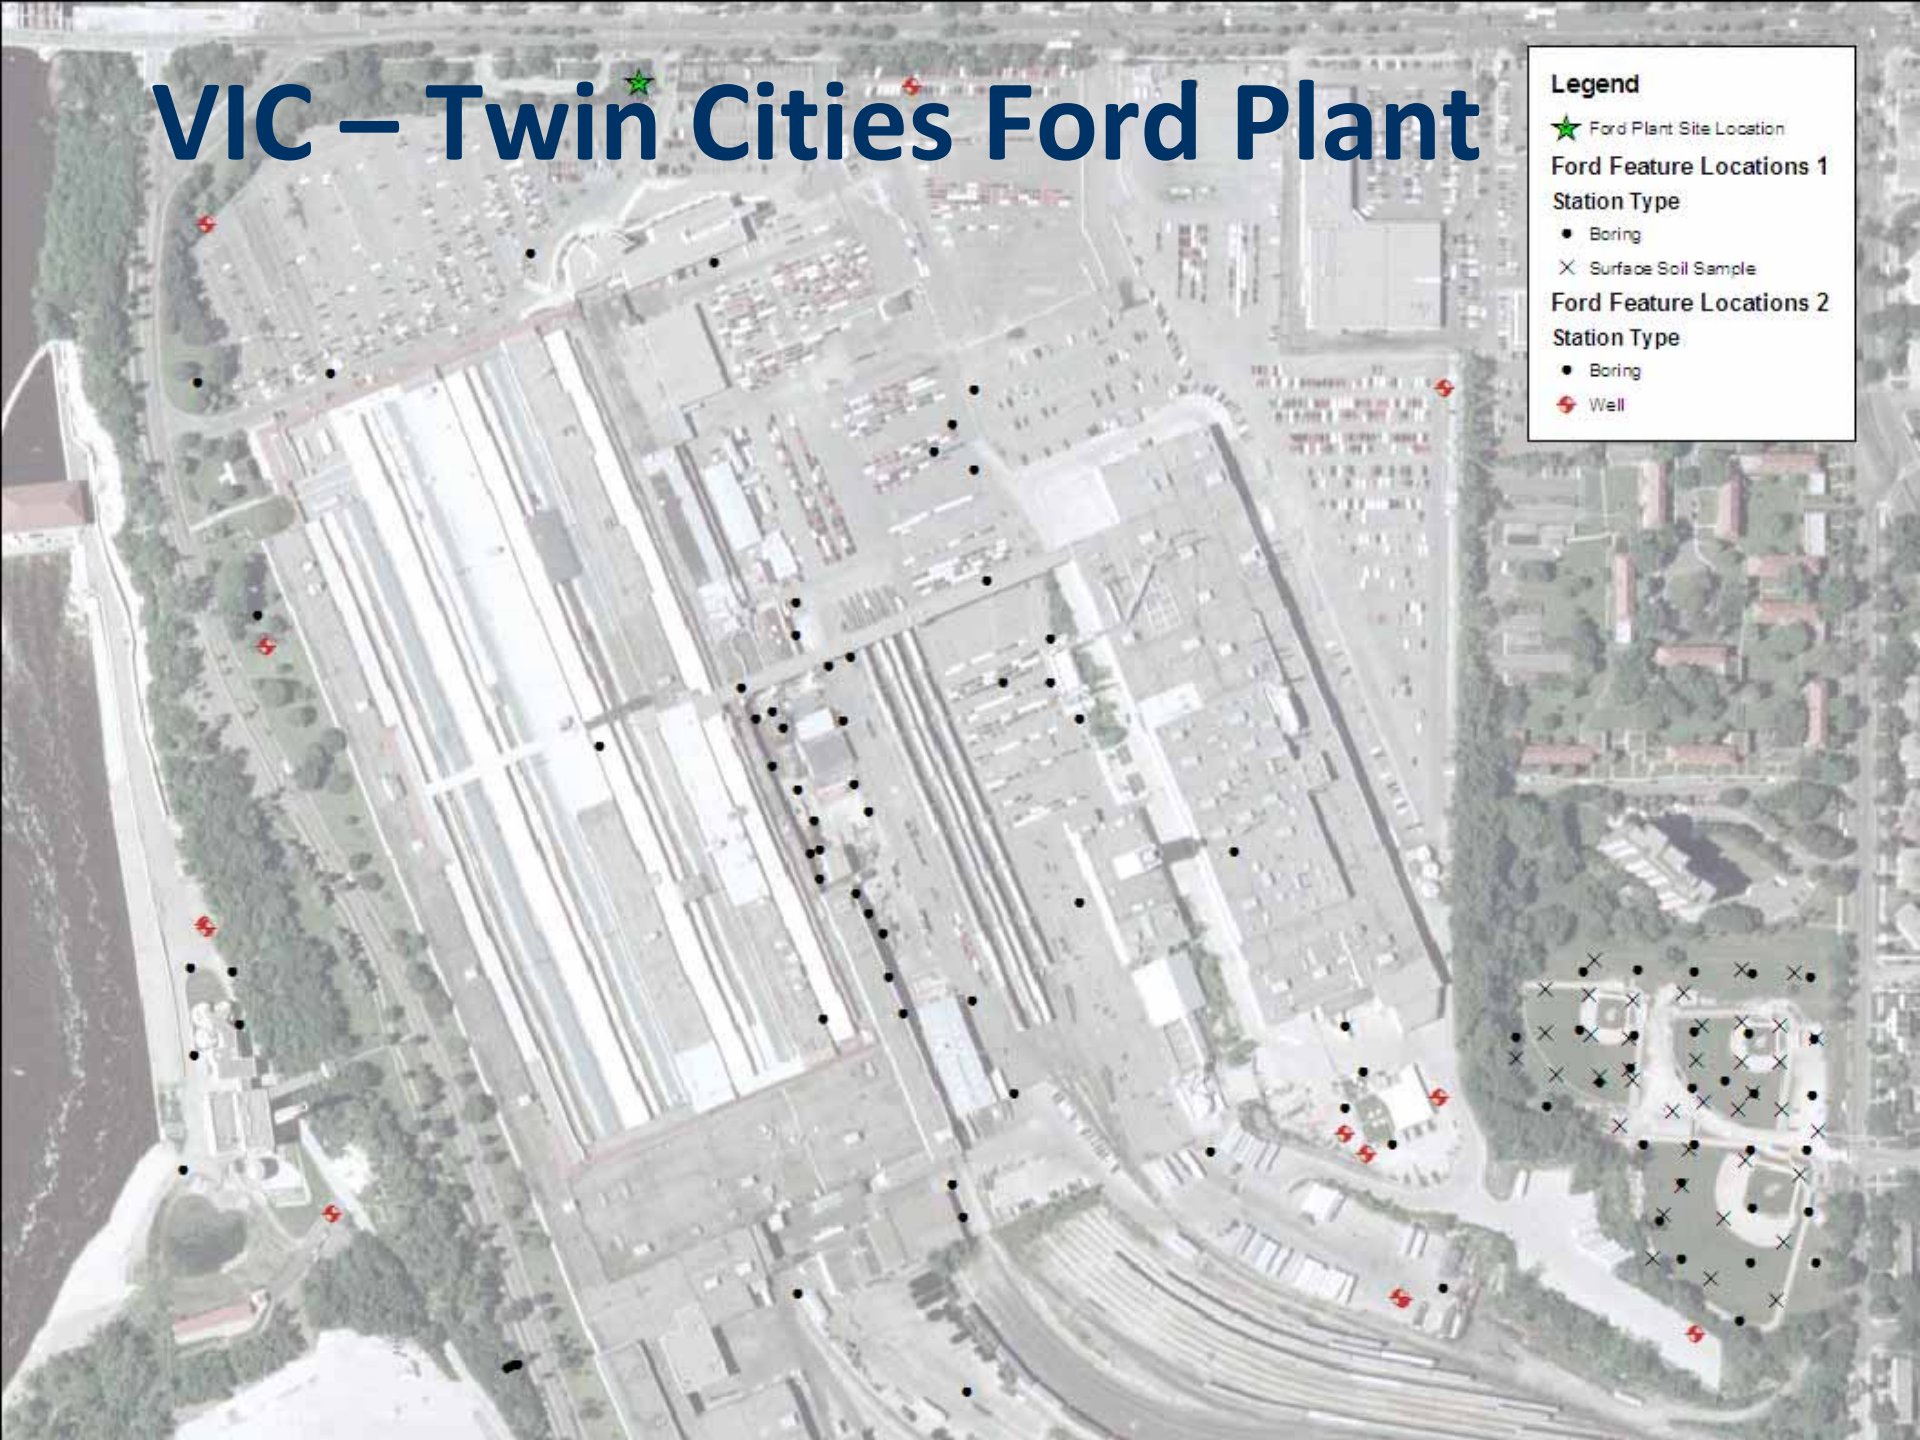 VIC – Twin Cities Ford Plant
Legend
Ford Plant Site Location
Ford Feature Locations 1
Station Type
Boring
Surface Soil Sample
Ford Feature Locations 2
Station Type
Boring
Well